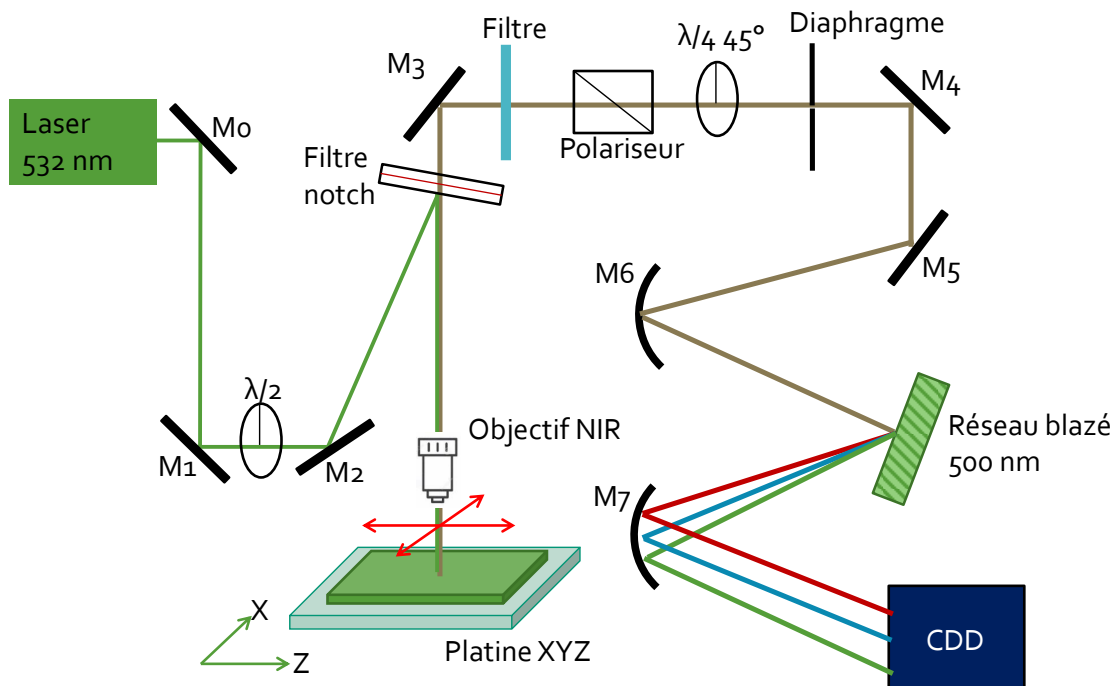 Filtre
λ/4 45°
Diaphragme
M3
M4
Laser
532 nm
M0
Filtre
notch
Polariseur
M5
M6
λ/2
M1
M2
Objectif NIR
Réseau blazé
500 nm
M7
X
Z
Platine XYZ
CDD